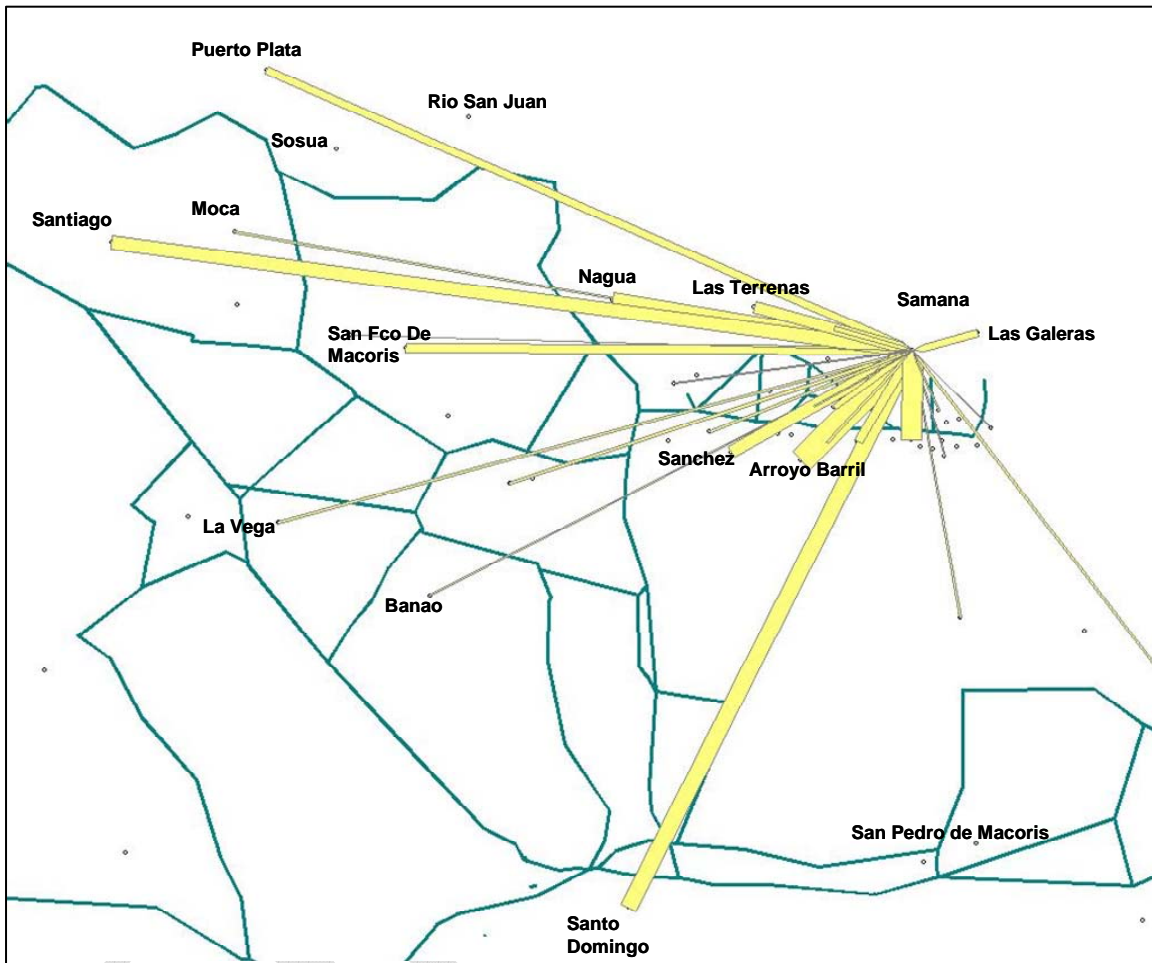 Puerto Plata
Rio San Juan
Sosua
Moca
Santiago
Nagua
Las Terrenas
Samana
Las Galeras
San Fco De
Macoris
Sanchez
Arroyo Barril
La Vega
Banao
San Pedro de Macoris
Santo
Domingo